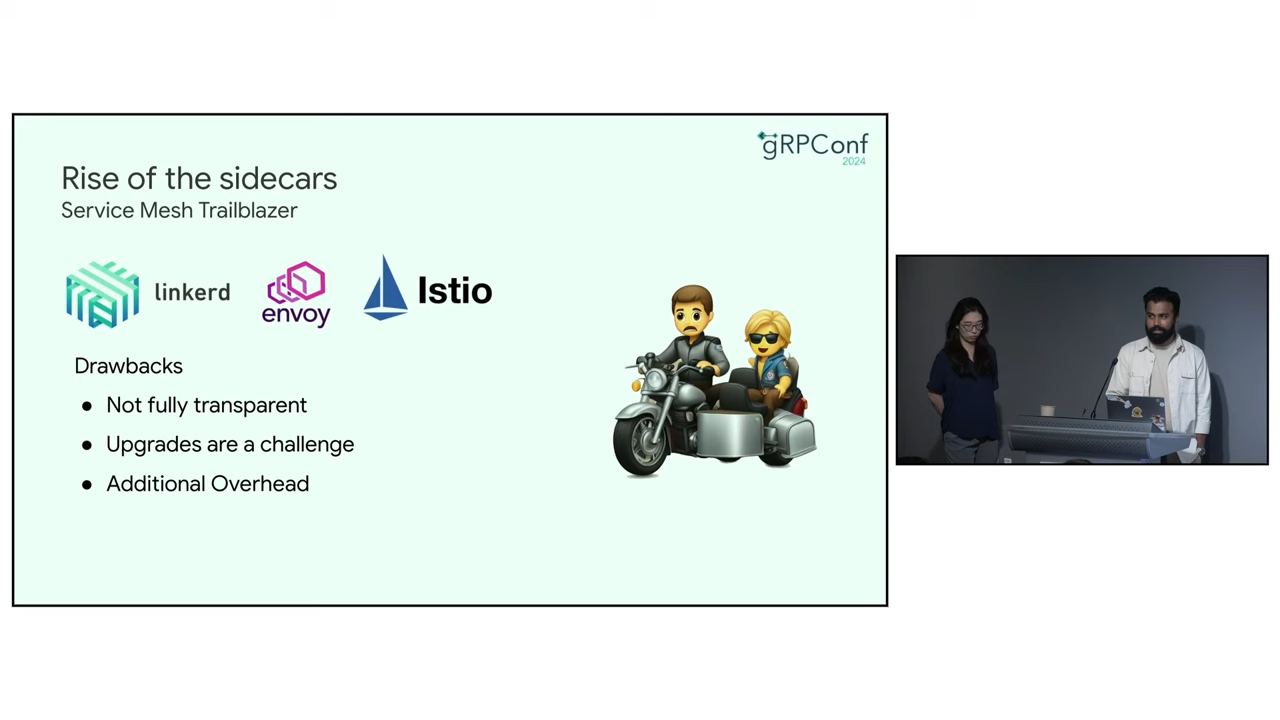 gRPConf
2024
Rise of the sidecars
Service Mesh Trailblazer
linkerd
envoy
Istio
Drawbacks
● Not fully transparent
● Upgrades are a challenge
● Additional Overhead